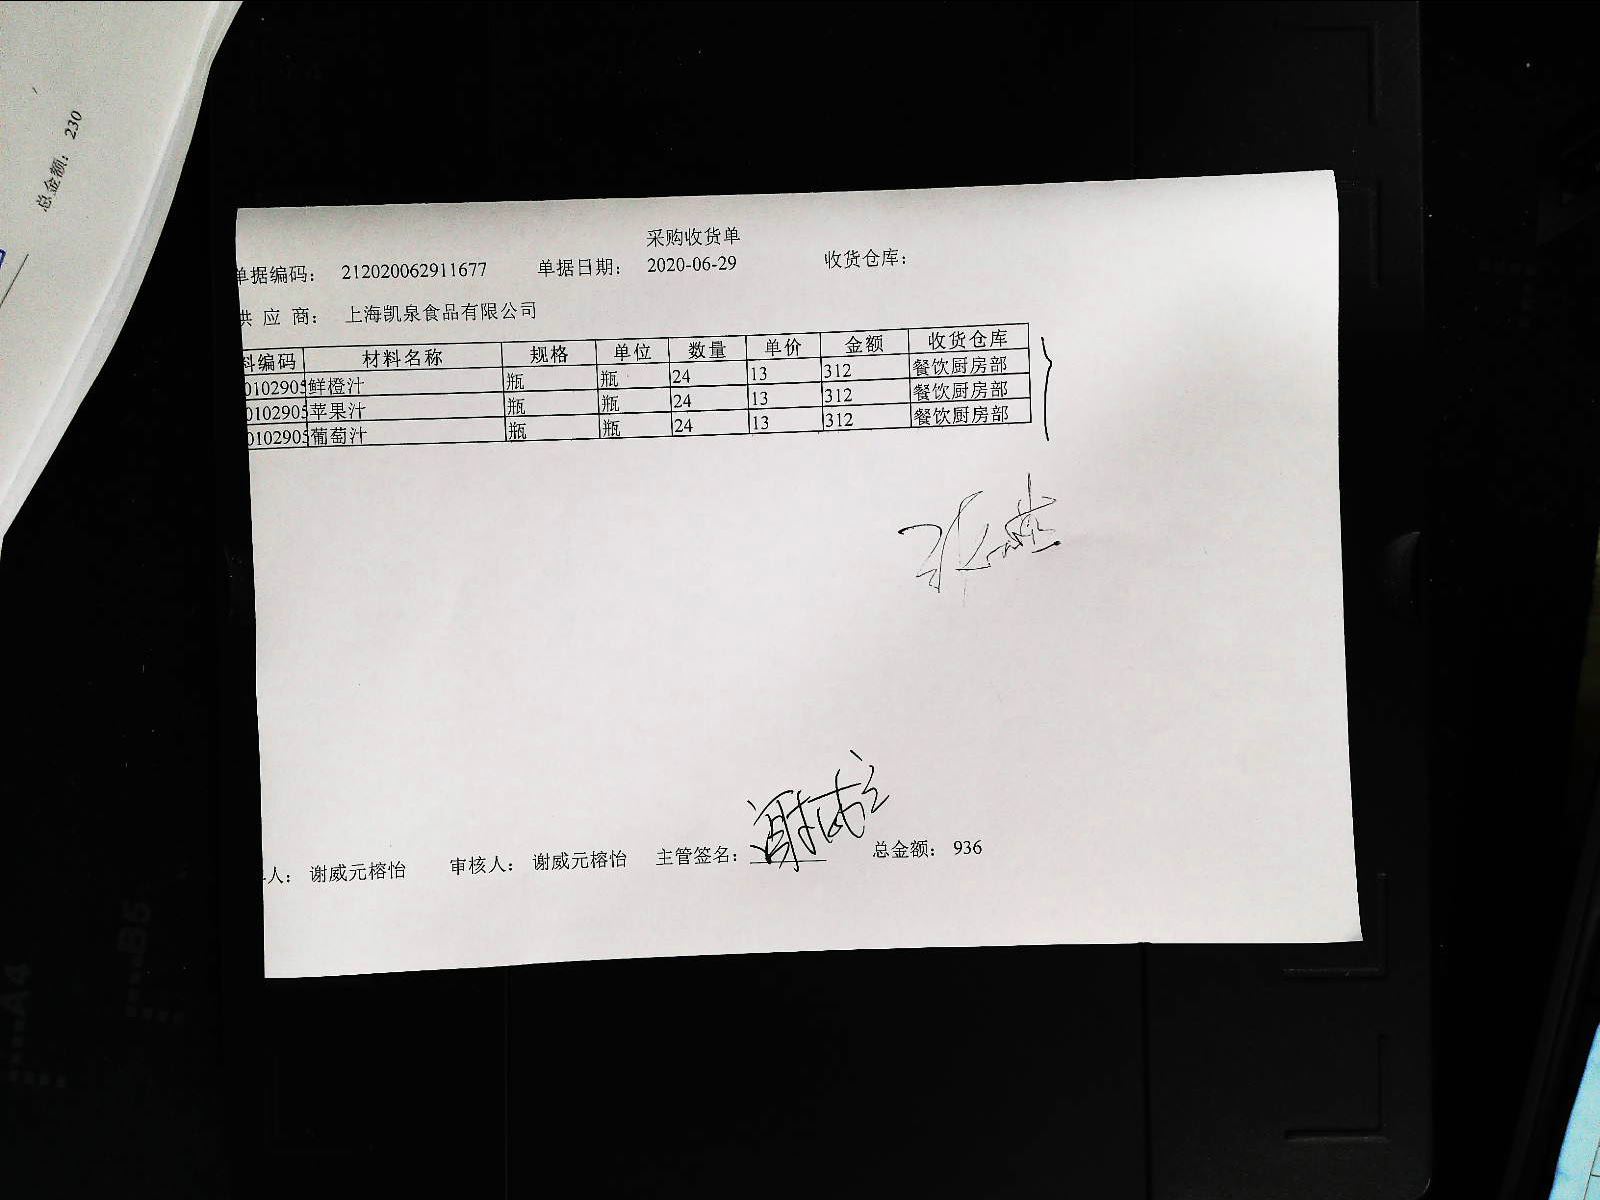 总金额: 230
采购收货单
单据编码: 212020062911677 单据日期: 2020-06-29 收货仓库:
供 应 商: 上海凯泉食品有限公司
料编码 材料名称 规格 单位 数量 单价 金额 收货仓库
0102905 鲜橙汁 瓶 瓶 24 13 312 餐饮厨房部
0102905 苹果汁 瓶 瓶 24 13 312 餐饮厨房部
0102905 葡萄汁 瓶 瓶 24 13 312 餐饮厨房部
人: 谢威元榕怡 审核人: 谢威元榕怡 主管签名: 总金额: 936
B5
A4